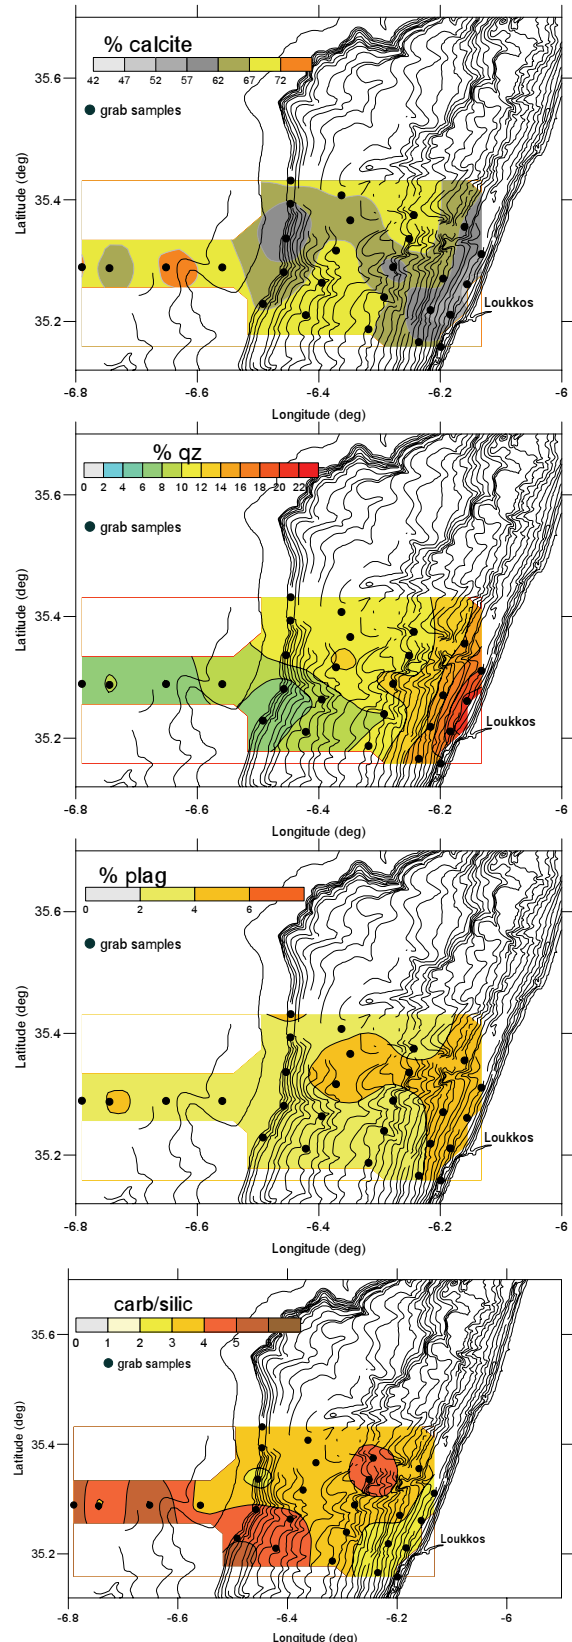 % calcite
42 47 52 57 62 67 72
grab samples
35.6
35.4
35.2
Latitude (deg)
Loukkos
-6.8 -6.6 -6.4 -6.2 -6
Longitude (deg)
% qz
0 2 4 6 8 10 12 14 16 18 20 22
grab samples
35.6
35.4
35.2
Latitude (deg)
Loukkos
-6.8 -6.6 -6.4 -6.2 -6
Longitude (deg)
% plag
0 2 4 6
grab samples
35.6
35.4
35.2
Latitude (deg)
Loukkos
-6.8 -6.6 -6.4 -6.2 -6
Longitude (deg)
carb/silic
0 1 2 3 4 5
grab samples
35.6
35.4
35.2
Latitude (deg)
Loukkos
-6.8 -6.6 -6.4 -6.2 -6
Longitude (deg)